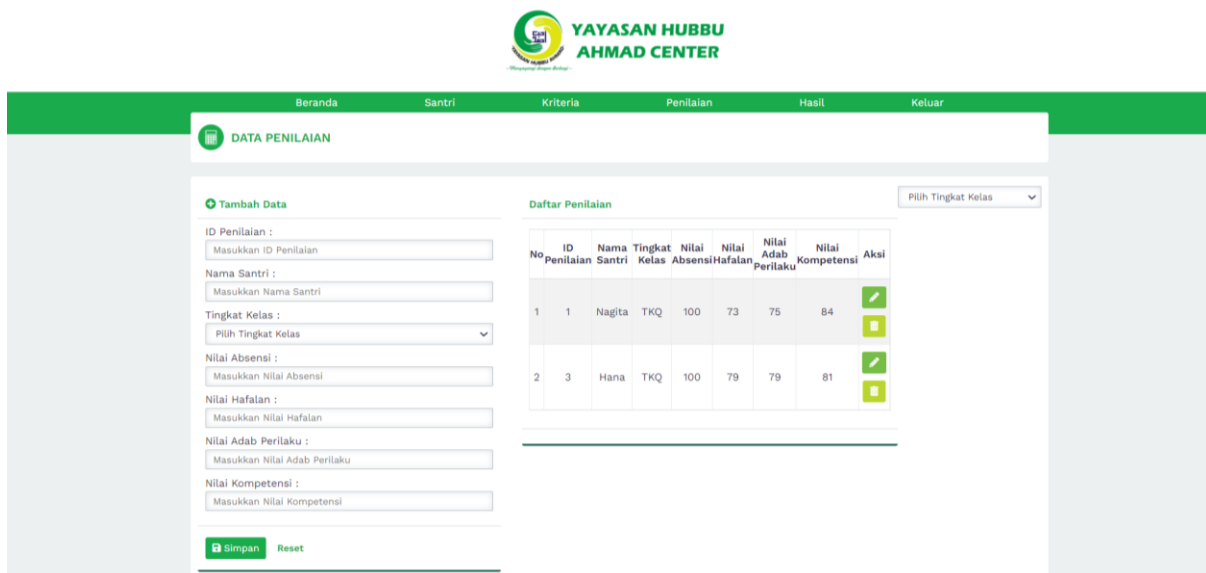 YAYASAN HUBBU
AHMAD CENTER
Beranda Santri Kriteria Penilaian Hasil Keluar
DATA PENILAIAN
Tambah Data
ID Penilaian :
Masukkan ID Penilaian
Nama Santri :
Masukkan Nama Santri
Tingkat Kelas :
Pilih Tingkat Kelas
Nilai Absensi :
Masukkan Nilai Absensi
Nilai Hafalan :
Masukkan Nilai Hafalan
Nilai Adab Perilaku :
Masukkan Nilai Adab Perilaku
Nilai Kompetensi :
Masukkan Nilai Kompetensi
Simpan Reset
Daftar Penilaian
Pilih Tingkat Kelas
No ID Penilaian Nama Santri Tingkat Kelas Nilai Absensi Nilai Hafalan Nilai Adab Perilaku Nilai Kompetensi Aksi
1 1 Nagita TKQ 100 73 75 84
2 3 Hana TKQ 100 79 79 81